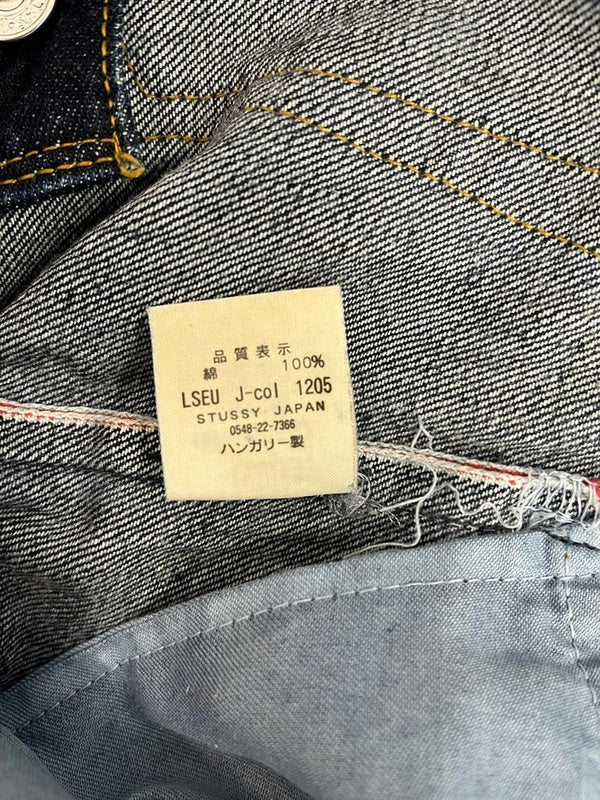 品質表示
綿 100%
LSEU J-col 1205
STUSSY JAPAN
0548-22-7366
ハンガリー製